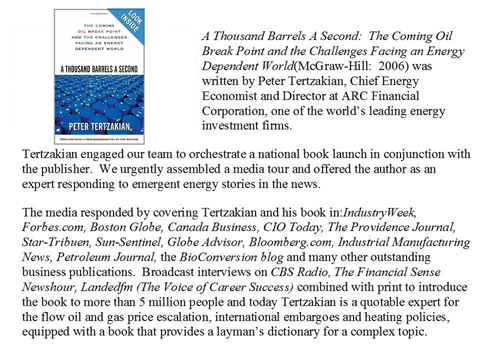 LOOK
INSIDE
THE COMING
OIL BREAK POINT
AND THE CHALLENGES
FACING AN ENERGY
DEPENDENT WORLD
A THOUSAND BARRELS A SECOND
PETER TERTZAKIAN,
A Thousand Barrels A Second:  The Coming Oil
Break Point and the Challenges Facing an Energy
Dependent World(McGraw-Hill:  2006) was
written by Peter Tertzakian, Chief Energy
Economist and Director at ARC Financial
Corporation, one of the world's leading energy
investment firms.
Tertzakian engaged our team to orchestrate a national book launch in conjunction with
the publisher.  We urgently assembled a media tour and offered the author as an
expert responding to emergent energy stories in the news.
The media responded by covering Tertzakian and his book in:IndustryWeek,
Forbes.com, Boston Globe, Canada Business, CIO Today, The Providence Journal,
Star-Tribuen, Sun-Sentinel, Globe Advisor, Bloomberg.com, Industrial Manufacturing
News, Petroleum Journal, the BioConversion blog and many other outstanding
business publications.  Broadcast interviews on CBS Radio, The Financial Sense
Newshour, Landedfm (The Voice of Career Success) combined with print to introduce
the book to more than 5 million people and today Tertzakian is a quotable expert for
the flow oil and gas price escalation, international embargoes and heating policies,
equipped with a book that provides a layman's dictionary for a complex topic.